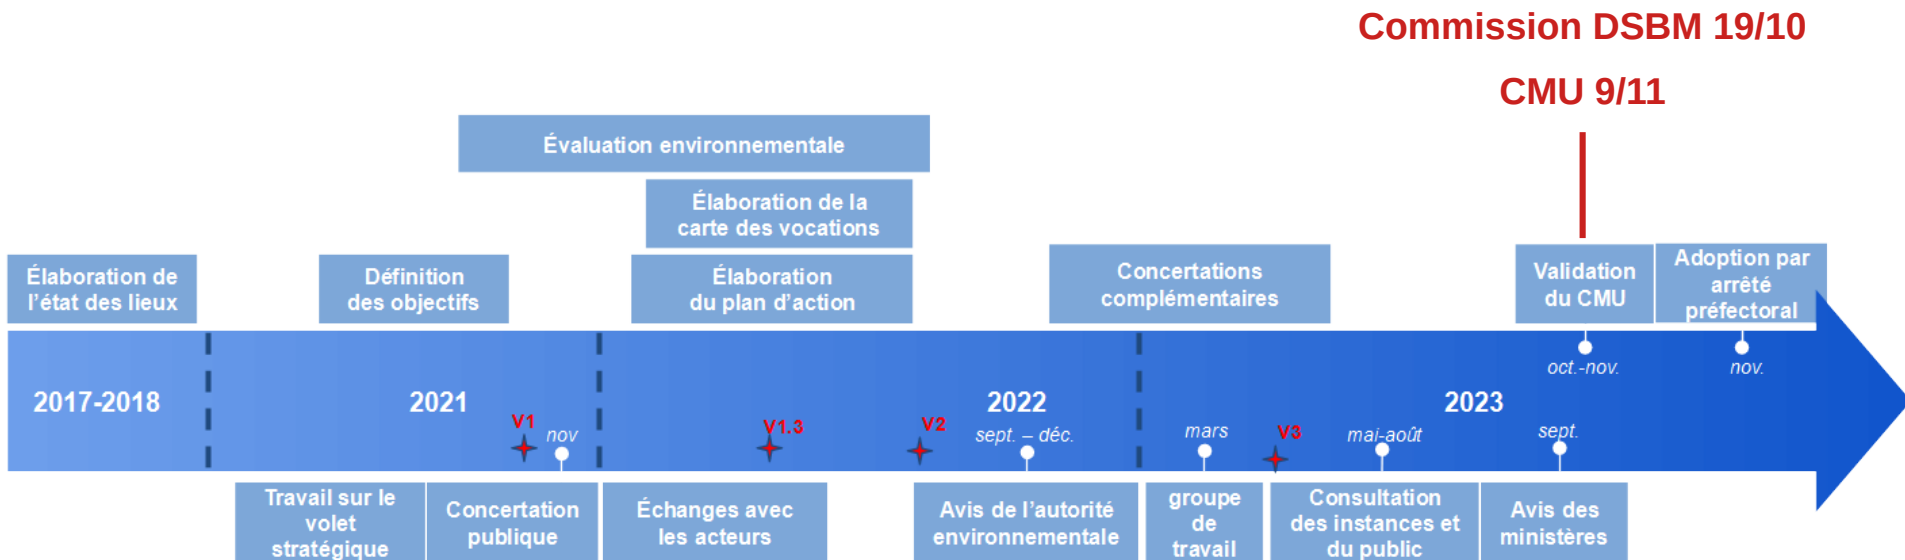 Commission DSBM 19/10
CMU 9/11
Évaluation environnementale
Élaboration de la
carte des vocations
Élaboration de
l’état des lieux
Définition
des objectifs
Élaboration
du plan d’action
Concertations
complémentaires
Validation
du CMU
Adoption par
arrêté
préfectoral
oct.-nov.
nov.
2017-2018
2021
2022
2023
V1
nov
V1.3
V2
sept. – déc.
mars
V3
mai-août
sept.
Travail sur le
volet
stratégique
Concertation
publique
Échanges avec
les acteurs
Avis de l’autorité
environnementale
groupe
de
travail
Consultation
des instances et
du public
Avis des
ministères